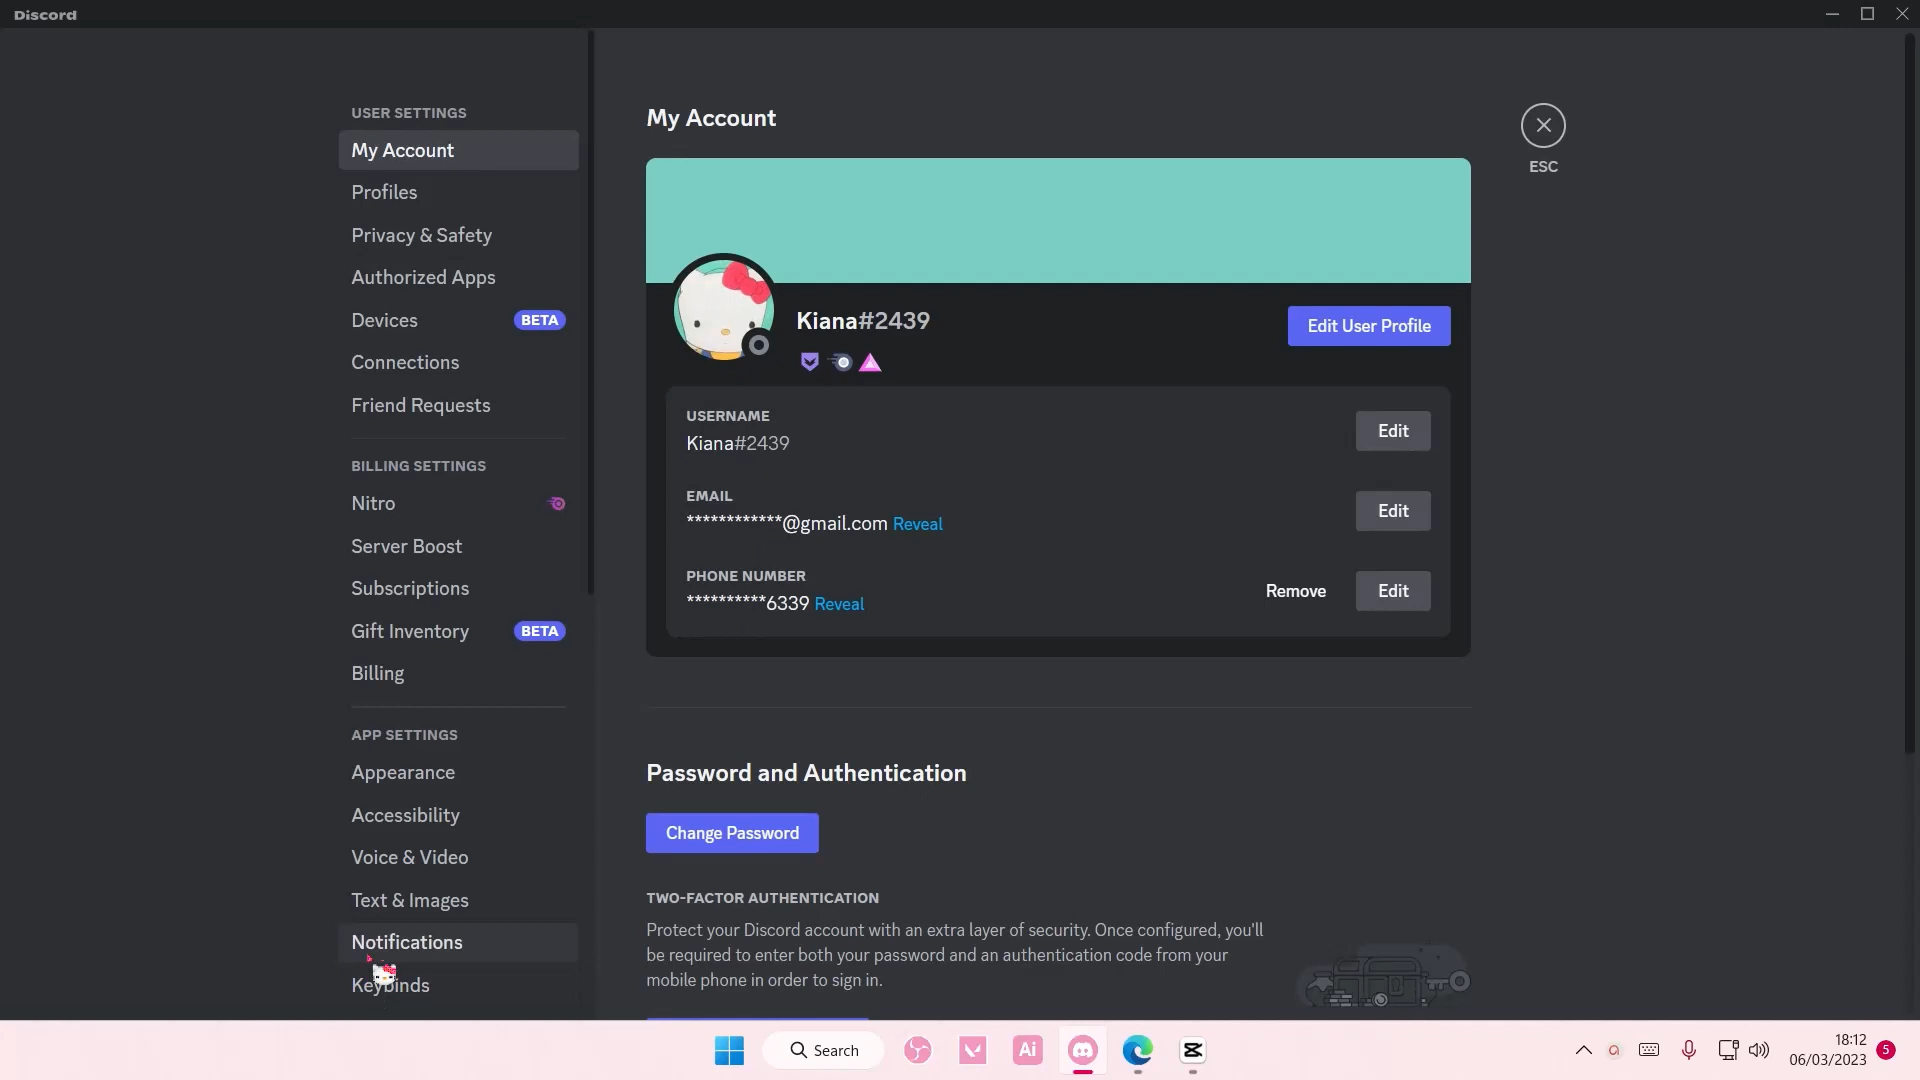 Discord
USER SETTINGS
My Account
Profiles
Privacy & Safety
Authorized Apps
Devices BETA
Connections
Friend Requests
BILLING SETTINGS
Nitro
Server Boost
Subscriptions
Gift Inventory BETA
Billing
APP SETTINGS
Appearance
Accessibility
Voice & Video
Text & Images
Notifications
Keybinds
My Account
ESC
Kiana#2439
Edit User Profile
USERNAME
Kiana#2439
Edit
EMAIL
************@gmail.com Reveal
Edit
PHONE NUMBER
**********6339 Reveal
Remove Edit
Password and Authentication
Change Password
TWO-FACTOR AUTHENTICATION
Protect your Discord account with an extra layer of security. Once configured, you'll
be required to enter both your password and an authentication code from your
mobile phone in order to sign in.
Search
Ai
18:12
06/03/2023
5